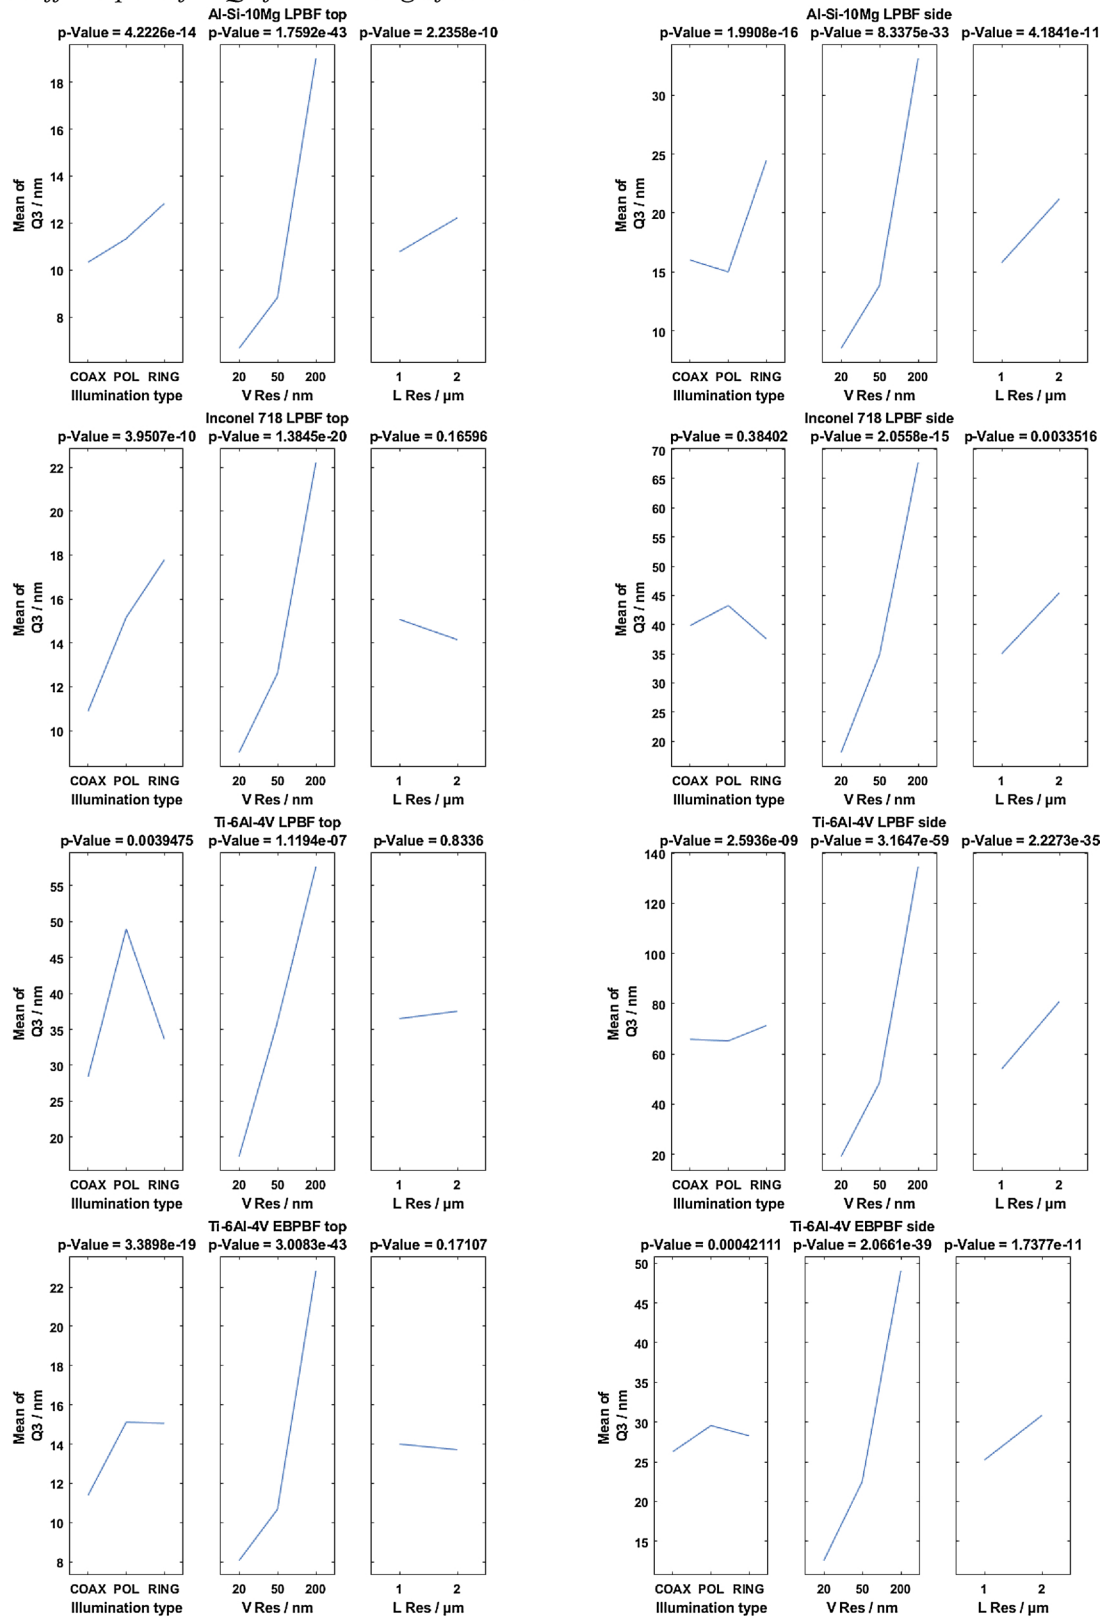 Al-Si-10Mg LPBF top
p-Value = 4.2226e-14 p-Value = 1.7592e-43 p-Value = 2.2358e-10
18
16
14
12
10
8
Mean of
Q3 / nm
COAX POL RING 20 50 200 1 2
Illumination type V Res / nm L Res / µm
Al-Si-10Mg LPBF side
p-Value = 1.9908e-16 p-Value = 8.3375e-33 p-Value = 4.1841e-11
30
25
20
15
10
Mean of
Q3 / nm
COAX POL RING 20 50 200 1 2
Illumination type V Res / nm L Res / µm
Inconel 718 LPBF top
p-Value = 3.9507e-10 p-Value = 1.3845e-20 p-Value = 0.16596
22
20
18
16
14
12
10
Mean of
Q3 / nm
COAX POL RING 20 50 200 1 2
Illumination type V Res / nm L Res / µm
Inconel 718 LPBF side
p-Value = 0.38402 p-Value = 2.0558e-15 p-Value = 0.0033516
70
65
60
55
50
45
40
35
30
25
20
Mean of
Q3 / nm
COAX POL RING 20 50 200 1 2
Illumination type V Res / nm L Res / µm
Ti-6Al-4V LPBF top
p-Value = 0.0039475 p-Value = 1.1194e-07 p-Value = 0.8336
55
50
45
40
35
30
25
20
Mean of
Q3 / nm
COAX POL RING 20 50 200 1 2
Illumination type V Res / nm L Res / µm
Ti-6Al-4V LPBF side
p-Value = 2.5936e-09 p-Value = 3.1647e-59 p-Value = 2.2273e-35
140
120
100
80
60
40
20
Mean of
Q3 / nm
COAX POL RING 20 50 200 1 2
Illumination type V Res / nm L Res / µm
Ti-6Al-4V EBPBF top
p-Value = 3.3898e-19 p-Value = 3.0083e-43 p-Value = 0.17107
22
20
18
16
14
12
10
8
Mean of
Q3 / nm
COAX POL RING 20 50 200 1 2
Illumination type V Res / nm L Res / µm
Ti-6Al-4V EBPBF side
p-Value = 0.00042111 p-Value = 2.0661e-39 p-Value = 1.7377e-11
50
45
40
35
30
25
20
15
Mean of
Q3 / nm
COAX POL RING 20 50 200 1 2
Illumination type V Res / nm L Res / µm